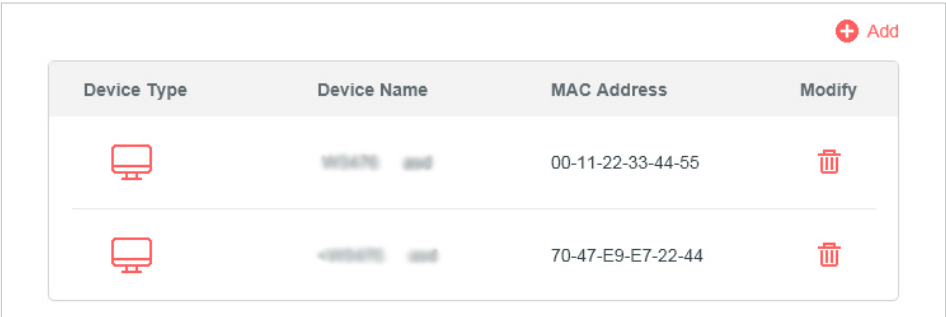 Add
Device Type Device Name MAC Address Modify
00-11-22-33-44-55
70-47-E9-E7-22-44